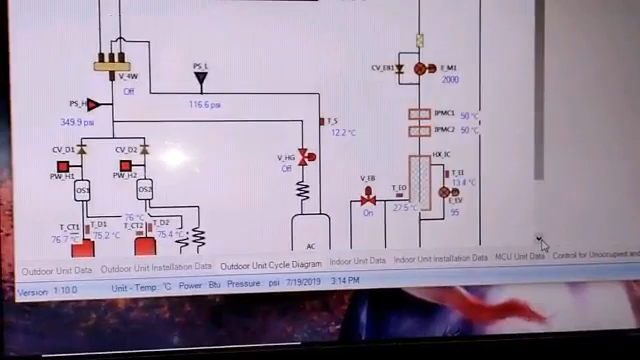 V_4W
Off
PS_L
116.6 psi
PS_H
349.9 psi
CV_EB1
E_M1
2000
IPMC1 50 ℃
IPMC2 50 ℃
T_S
12.2 ℃
CV_D1
CV_D2
V_HG
Off
HX_IC
PW_H1
PW_H2
OS1
OS2
V_EB
On
T_EO
27.5 ℃
T_EI
13.4 ℃
E_EV
95
76 ℃
T_CT1
76.7 ℃
T_D1
75.2 ℃
T_CT2
T_D2
75.4 ℃
AC
Outdoor Unit Data
Outdoor Unit Installation Data
Outdoor Unit Cycle Diagram
Indoor Unit Data
Indoor Unit Installation Data
MCU Unit Data
Control for Unoccupied and
Version 1.10.0 Unit - Temp: ℃ Power Btu Pressure: psi 7/19/2019 3:14 PM